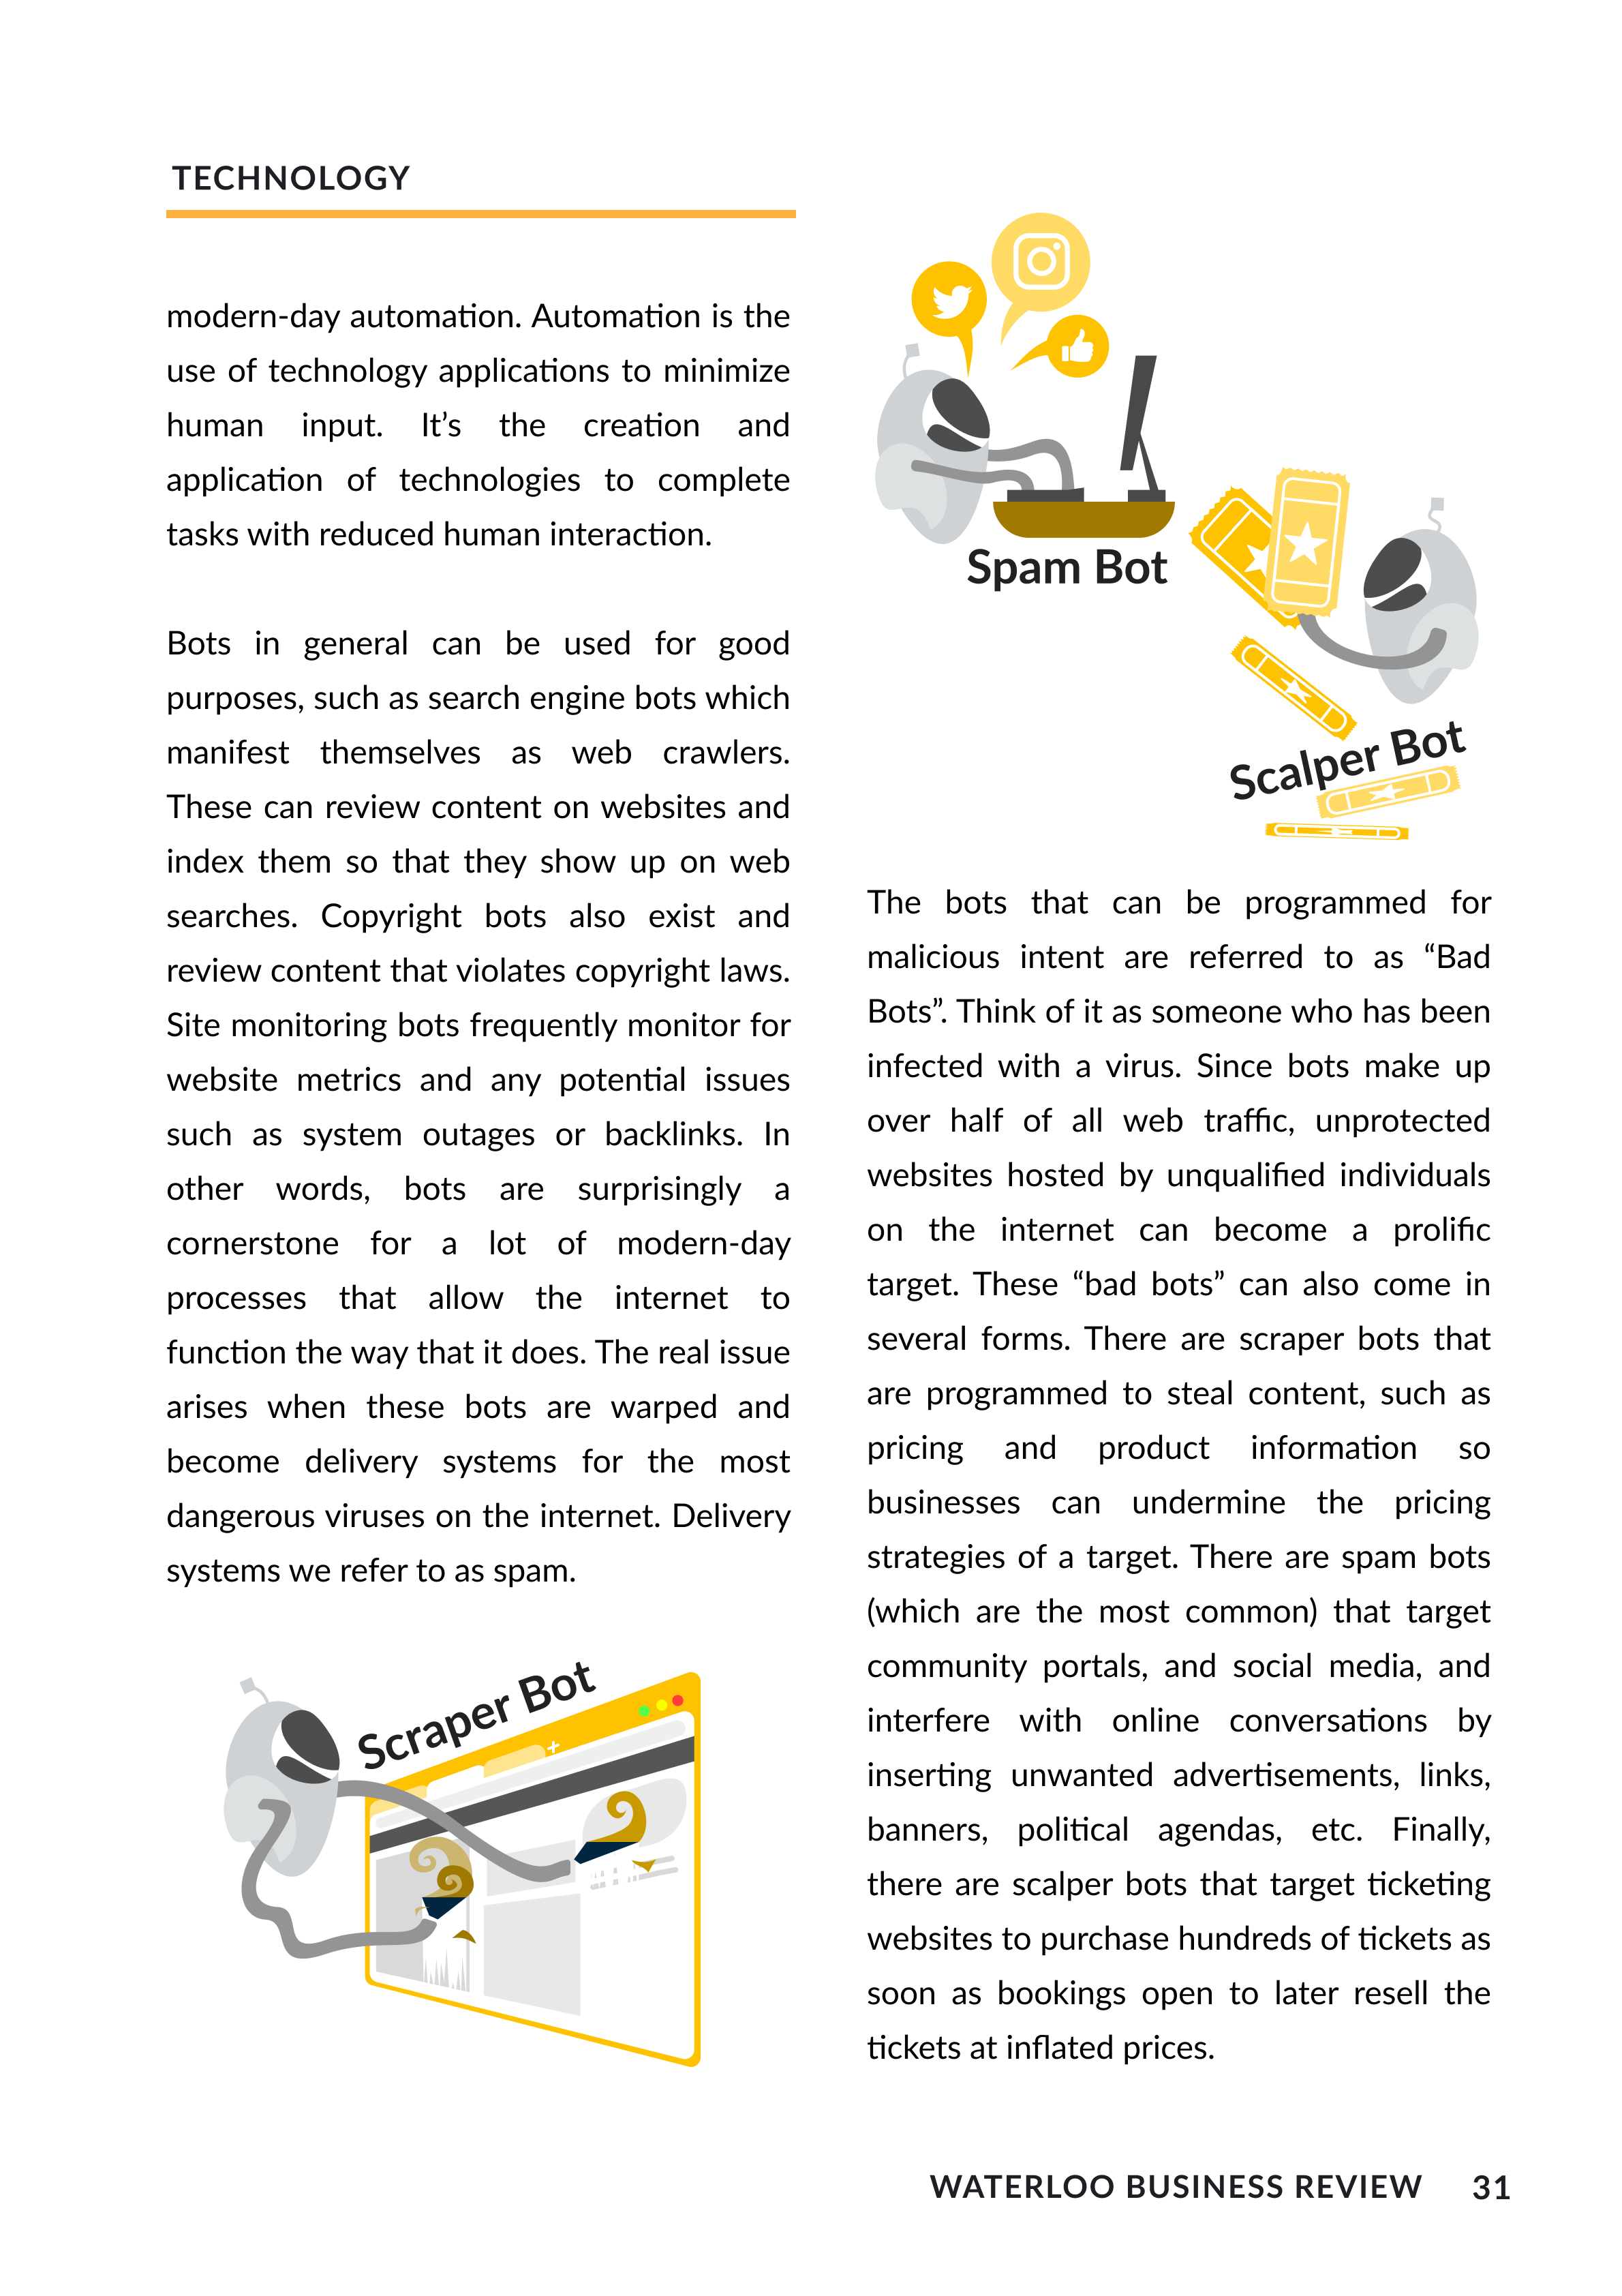 TECHNOLOGY
modern-day automation. Automation is the
use of technology applications to minimize
human input. It’s the creation and
application of technologies to complete
tasks with reduced human interaction.
Bots in general can be used for good
purposes, such as search engine bots which
manifest themselves as web crawlers.
These can review content on websites and
index them so that they show up on web
searches. Copyright bots also exist and
review content that violates copyright laws.
Site monitoring bots frequently monitor for
website metrics and any potential issues
such as system outages or backlinks. In
other words, bots are surprisingly a
cornerstone for a lot of modern-day
processes that allow the internet to
function the way that it does. The real issue
arises when these bots are warped and
become delivery systems for the most
dangerous viruses on the internet. Delivery
systems we refer to as spam.
Scraper Bot
Spam Bot
Scalper Bot
The bots that can be programmed for
malicious intent are referred to as “Bad
Bots”. Think of it as someone who has been
infected with a virus. Since bots make up
over half of all web traffic, unprotected
websites hosted by unqualified individuals
on the internet can become a prolific
target. These “bad bots” can also come in
several forms. There are scraper bots that
are programmed to steal content, such as
pricing and product information so
businesses can undermine the pricing
strategies of a target. There are spam bots
(which are the most common) that target
community portals, and social media, and
interfere with online conversations by
inserting unwanted advertisements, links,
banners, political agendas, etc. Finally,
there are scalper bots that target ticketing
websites to purchase hundreds of tickets as
soon as bookings open to later resell the
tickets at inflated prices.
WATERLOO BUSINESS REVIEW 31